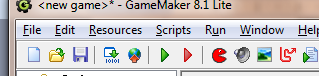 <new game>* - GameMaker 8.1 Lite
File Edit Resources Scripts Run Window Help